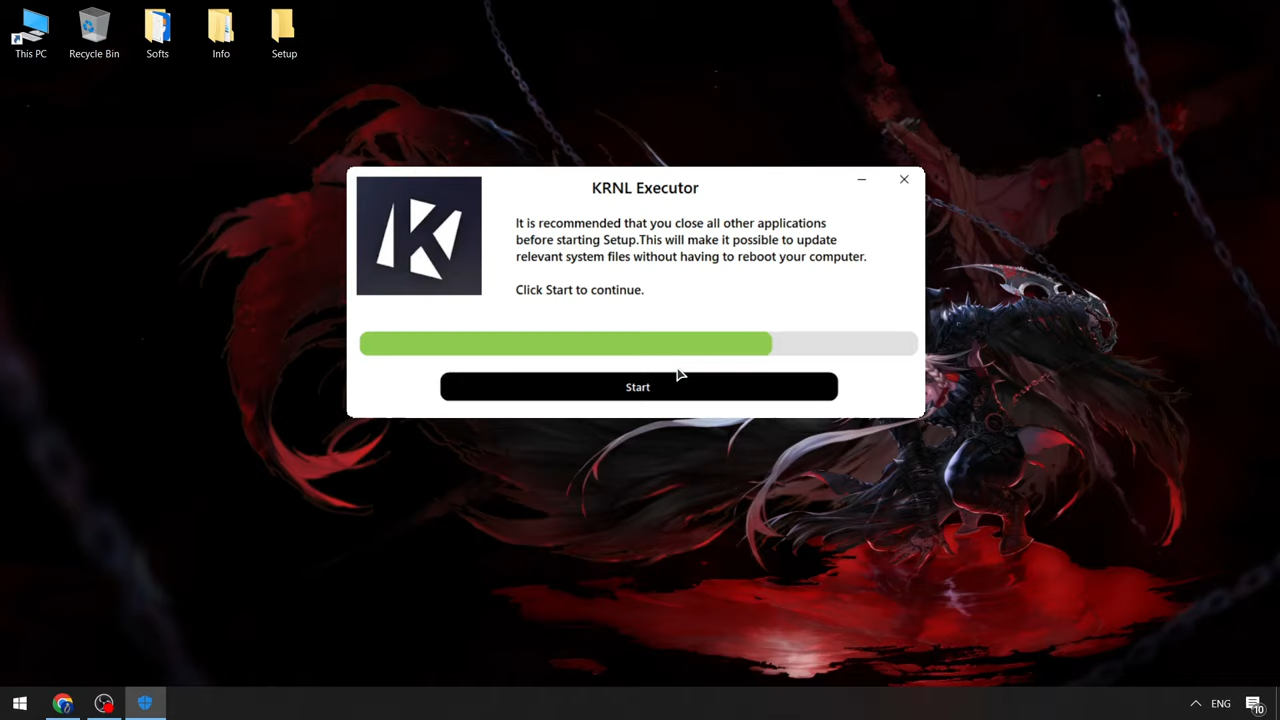 This PC
Recycle Bin
Softs
Info
Setup
KRNL Executor
It is recommended that you close all other applications
before starting Setup.This will make it possible to update
relevant system files without having to reboot your computer.
Click Start to continue.
Start
ENG
10